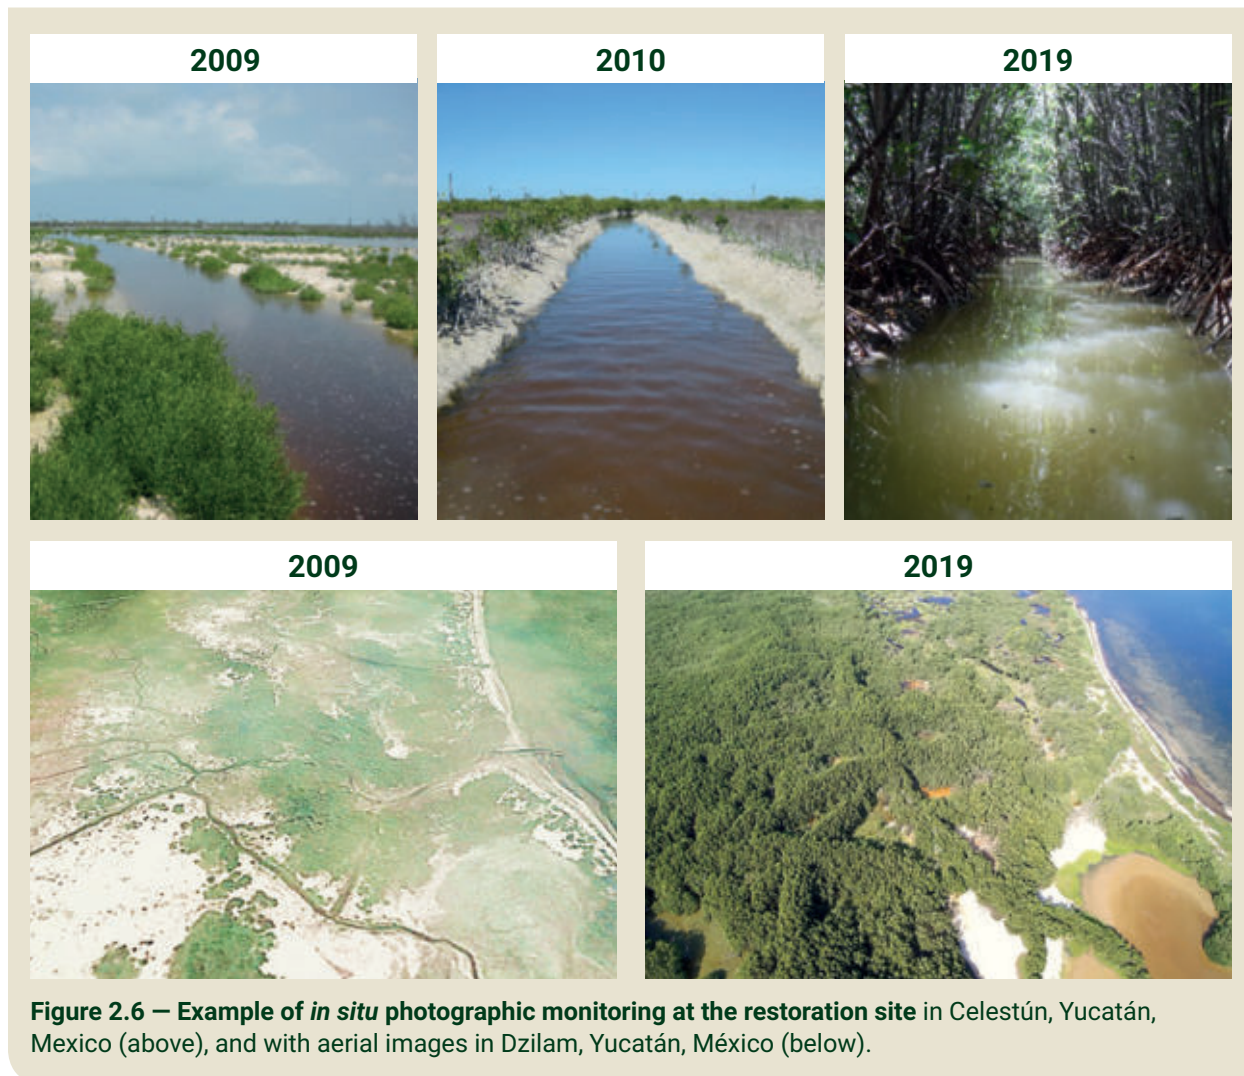 2009
2010
2019
2009
2019
Figure 2.6 — Example of in situ photographic monitoring at the restoration site in Celestún, Yucatán,
Mexico (above), and with aerial images in Dzilam, Yucatán, México (below).